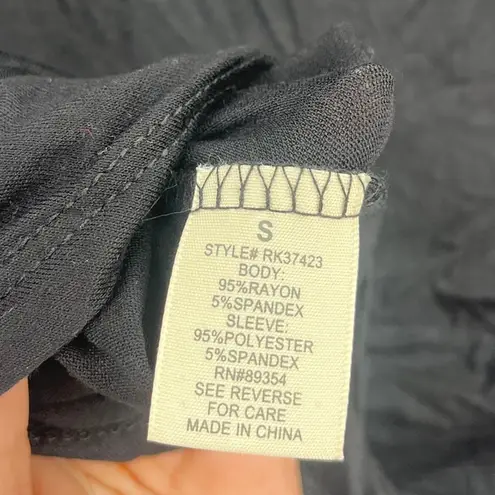 S
STYLE# RK37423
BODY:
95%RAYON
5%SPANDEX
SLEEVE:
95%POLYESTER
5%SPANDEX
RN#89354
SEE REVERSE
FOR CARE
MADE IN CHINA